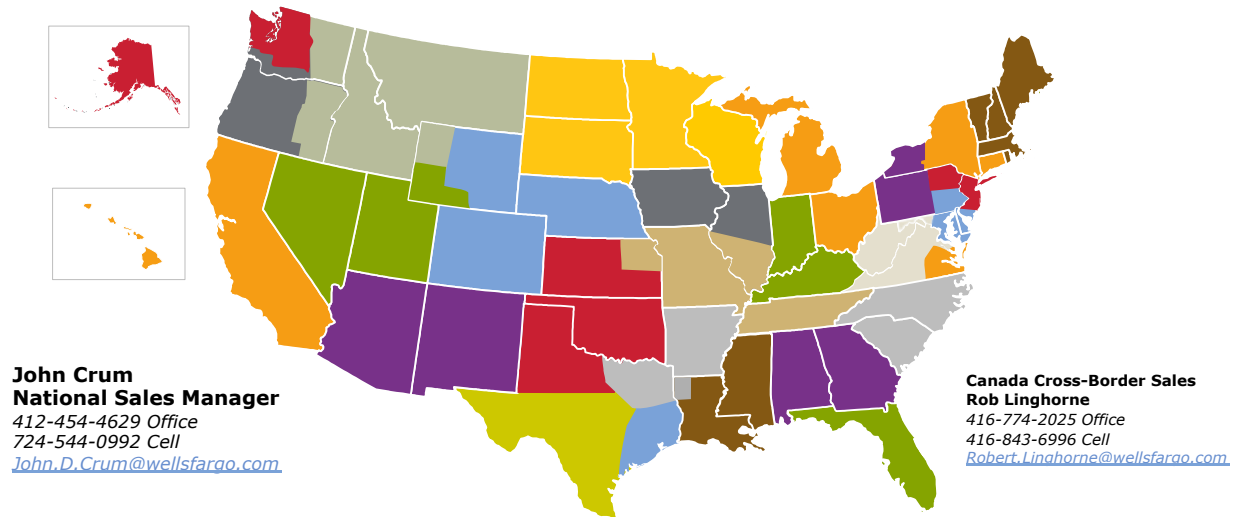 John Crum
National Sales Manager
412-454-4629 Office
724-544-0992 Cell
John.D.Crum@wellsfargo.com
Canada Cross-Border Sales
Rob Linghorne
416-774-2025 Office
416-843-6996 Cell
Robert.Linghorne@wellsfargo.com